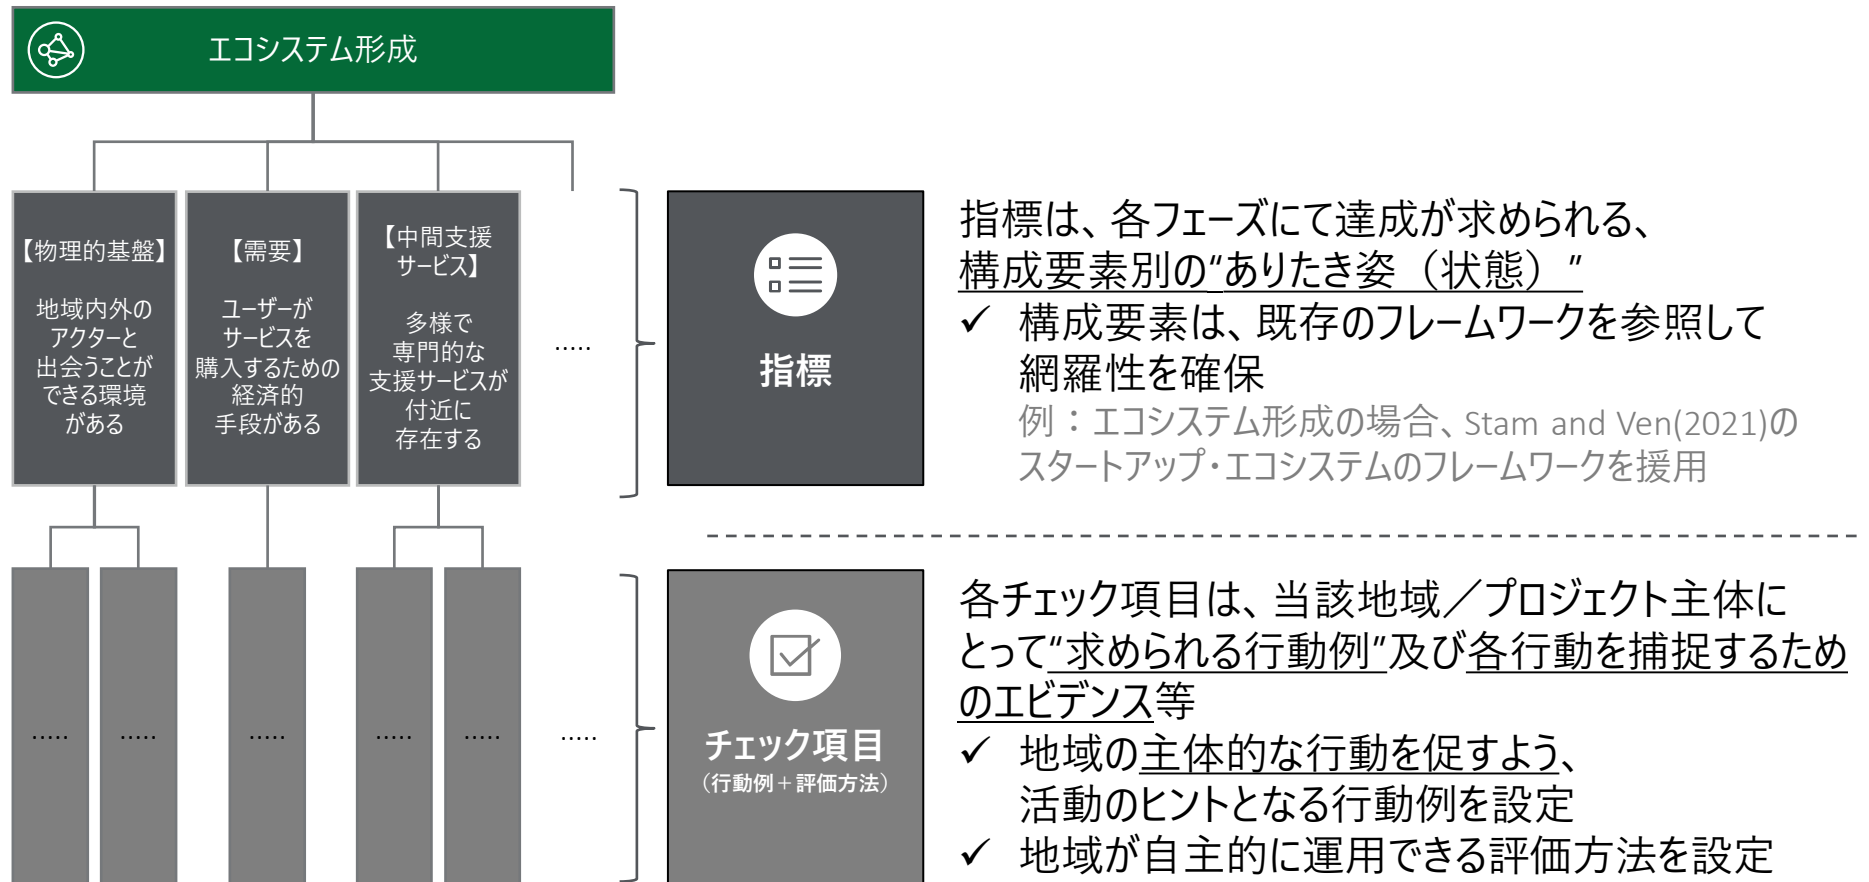 エコシステム形成
【物理的基盤】
地域内外の
アクターと
出会うことが
できる環境
がある
【需要】
ユーザーが
サービスを
購入するための
経済的
手段がある
【中間支援
サービス】
多様で
専門的な
支援サービスが
付近に
存在する
.....
指標
指標は、各フェーズにて達成が求められる、
構成要素別の“ありたき姿（状態）”
✓ 構成要素は、既存のフレームワークを参照して
網羅性を確保
例：エコシステム形成の場合、Stam and Ven(2021)の
スタートアップ・エコシステムのフレームワークを援用
.....
.....
.....
.....
.....
.....
チェック項目
（行動例＋評価方法）
各チェック項目は、当該地域／プロジェクト主体に
とって“求められる行動例”及び各行動を捕捉するため
のエビデンス等
✓ 地域の主体的な行動を促すよう、
活動のヒントとなる行動例を設定
✓ 地域が自主的に運用できる評価方法を設定